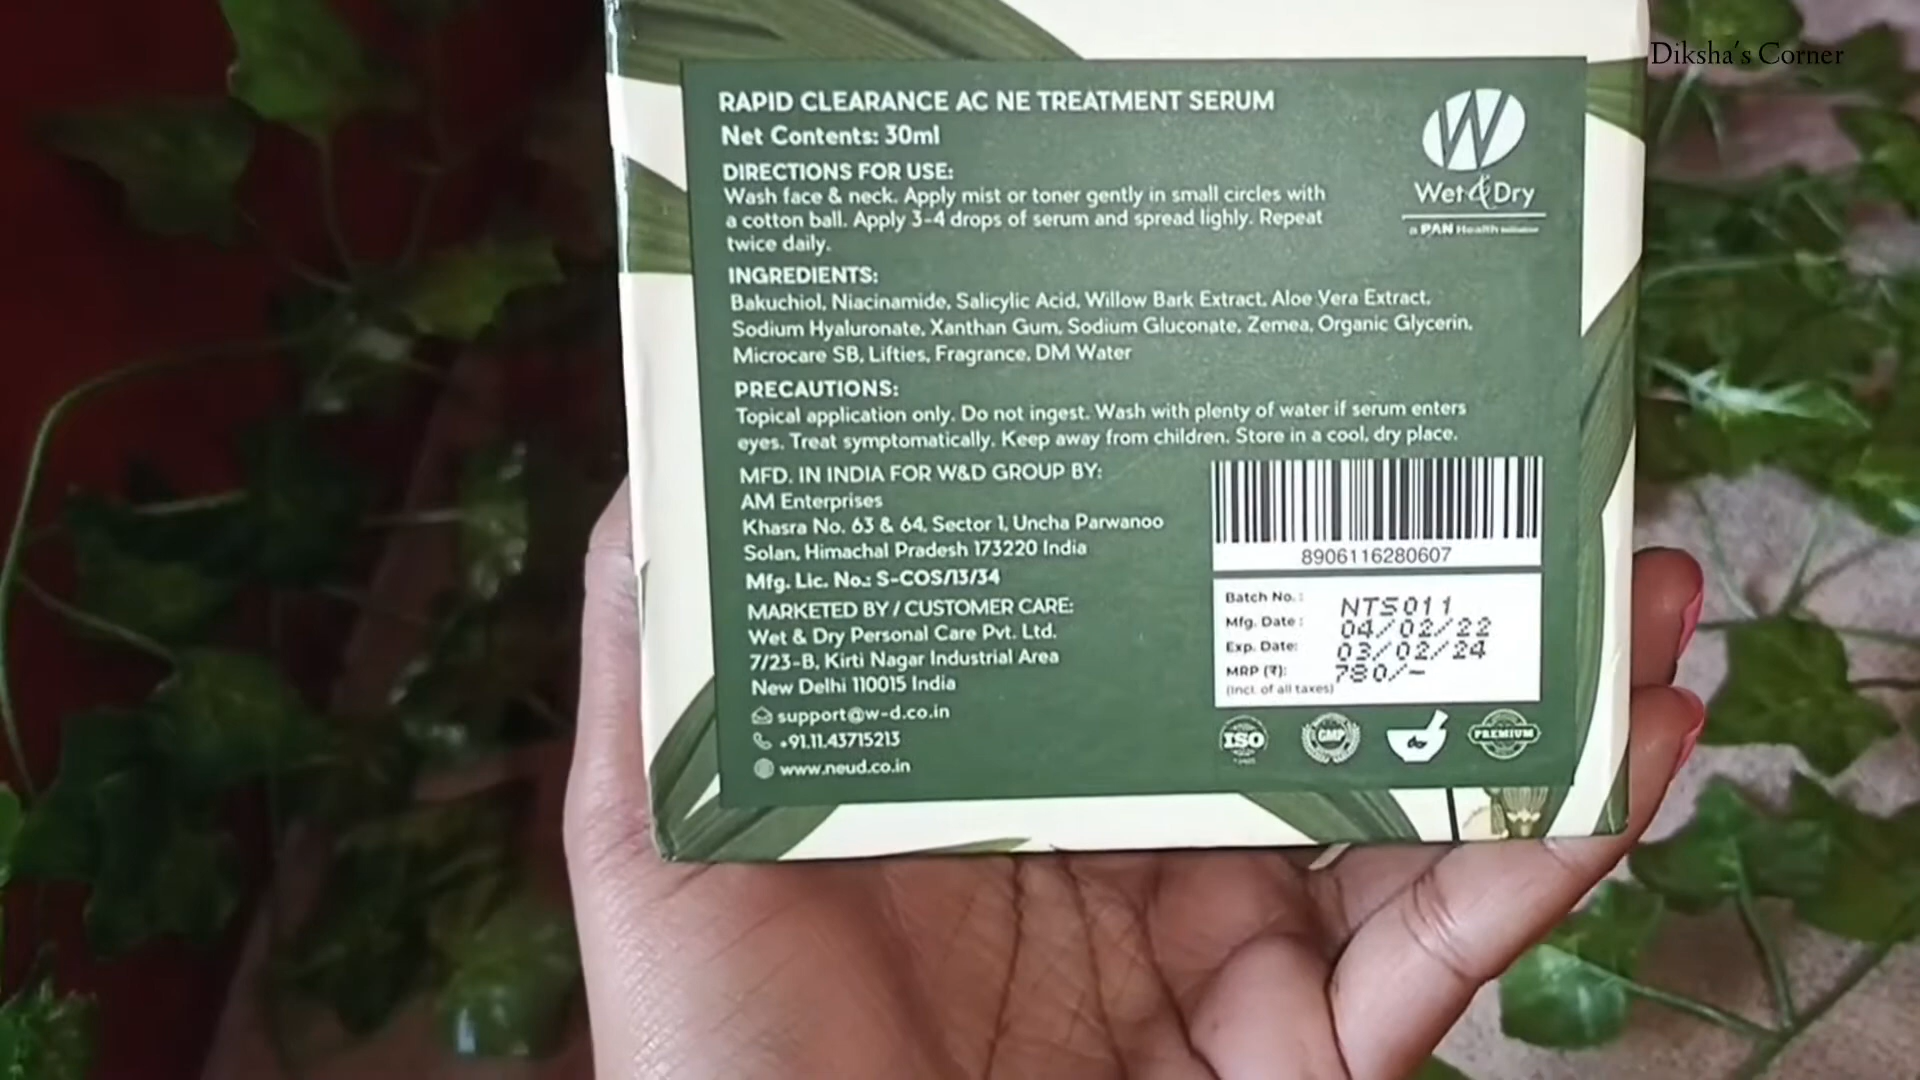 Diksha's Corner
RAPID CLEARANCE AC NE TREATMENT SERUM
Net Contents: 30ml
DIRECTIONS FOR USE:
Wash face & neck. Apply mist or toner gently in small circles with
a cotton ball. Apply 3-4 drops of serum and spread lighly. Repeat
twice daily.
W
Wet & Dry
a PAN Health initiative
INGREDIENTS:
Bakuchiol, Niacinamide, Salicylic Acid, Willow Bark Extract, Aloe Vera Extract,
Sodium Hyaluronate, Xanthan Gum, Sodium Gluconate, Zemea, Organic Glycerin,
Microcare SB, Lifties, Fragrance, DM Water
PRECAUTIONS:
Topical application only. Do not ingest. Wash with plenty of water if serum enters
eyes. Treat symptomatically. Keep away from children. Store in a cool, dry place.
MFD. IN INDIA FOR W&D GROUP BY:
AM Enterprises
Khasra No. 63 & 64, Sector 1, Uncha Parwanoo
Solan, Himachal Pradesh 173220 India
Mfg. Lic. No.: S-COS/13/34
MARKETED BY / CUSTOMER CARE:
Wet & Dry Personal Care Pvt. Ltd.
7/23-B, Kirti Nagar Industrial Area
New Delhi 110015 India
support@w-d.co.in
+91.11.43715213
www.neud.co.in
8906116280607
Batch No.: NTS011
Mfg. Date: 04/02/22
Exp. Date: 03/02/24
MRP (₹): 780/-
(Incl. of all taxes)
ISO
GMP
PREMIUM